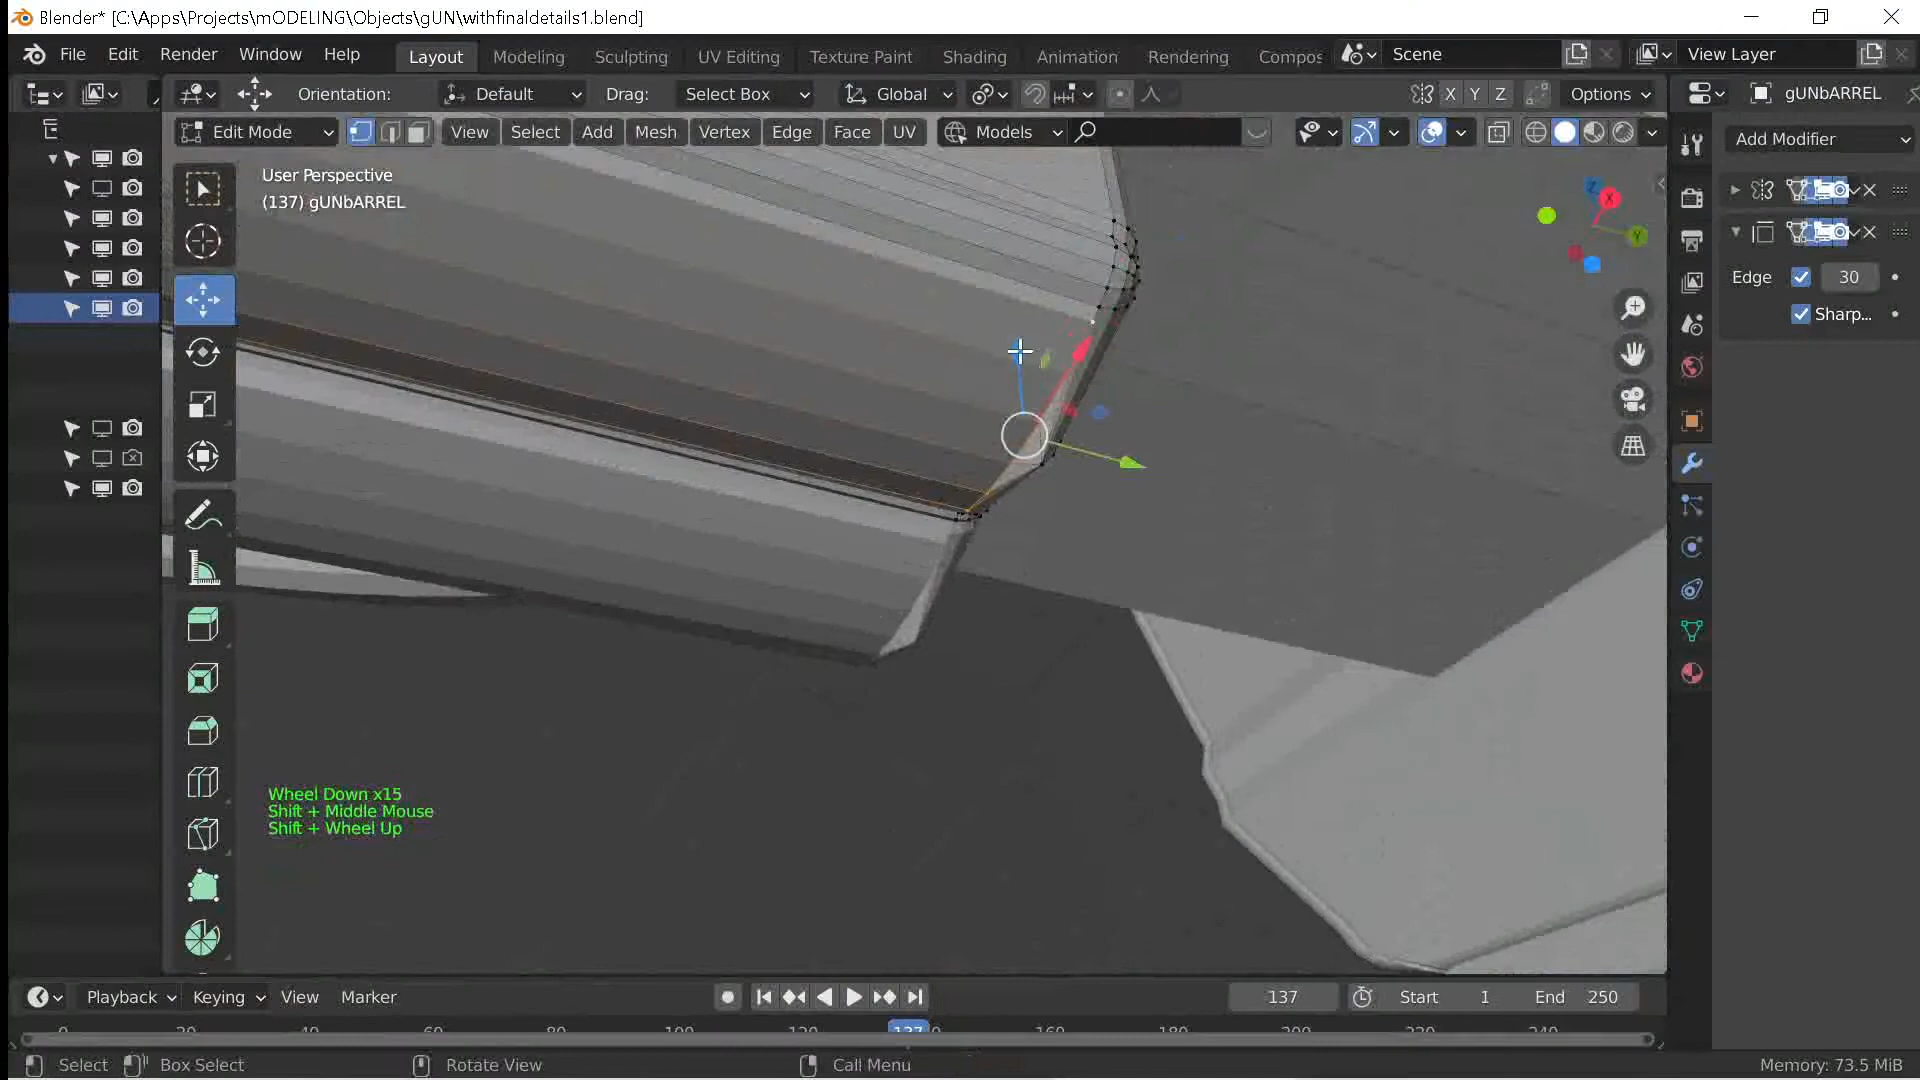 Blender* [C:\Apps\Projects\mODELING\Objects\gUN\withfinaldetails1.blend]
File Edit Render Window Help Layout Modeling Sculpting UV Editing Texture Paint Shading Animation Rendering Compos Scene View Layer
Orientation: Default Drag: Select Box Global X Y Z Options gUNbARREL
Edit Mode View Select Add Mesh Vertex Edge Face UV Models Add Modifier
User Perspective
(137) gUNbARREL
Z X Y
Edge 30
Sharp...
Wheel Down x15
Shift + Middle Mouse
Shift + Wheel Up
Playback Keying View Marker 137 Start 1 End 250
137
Select Box Select Rotate View Call Menu Memory: 73.5 MiB